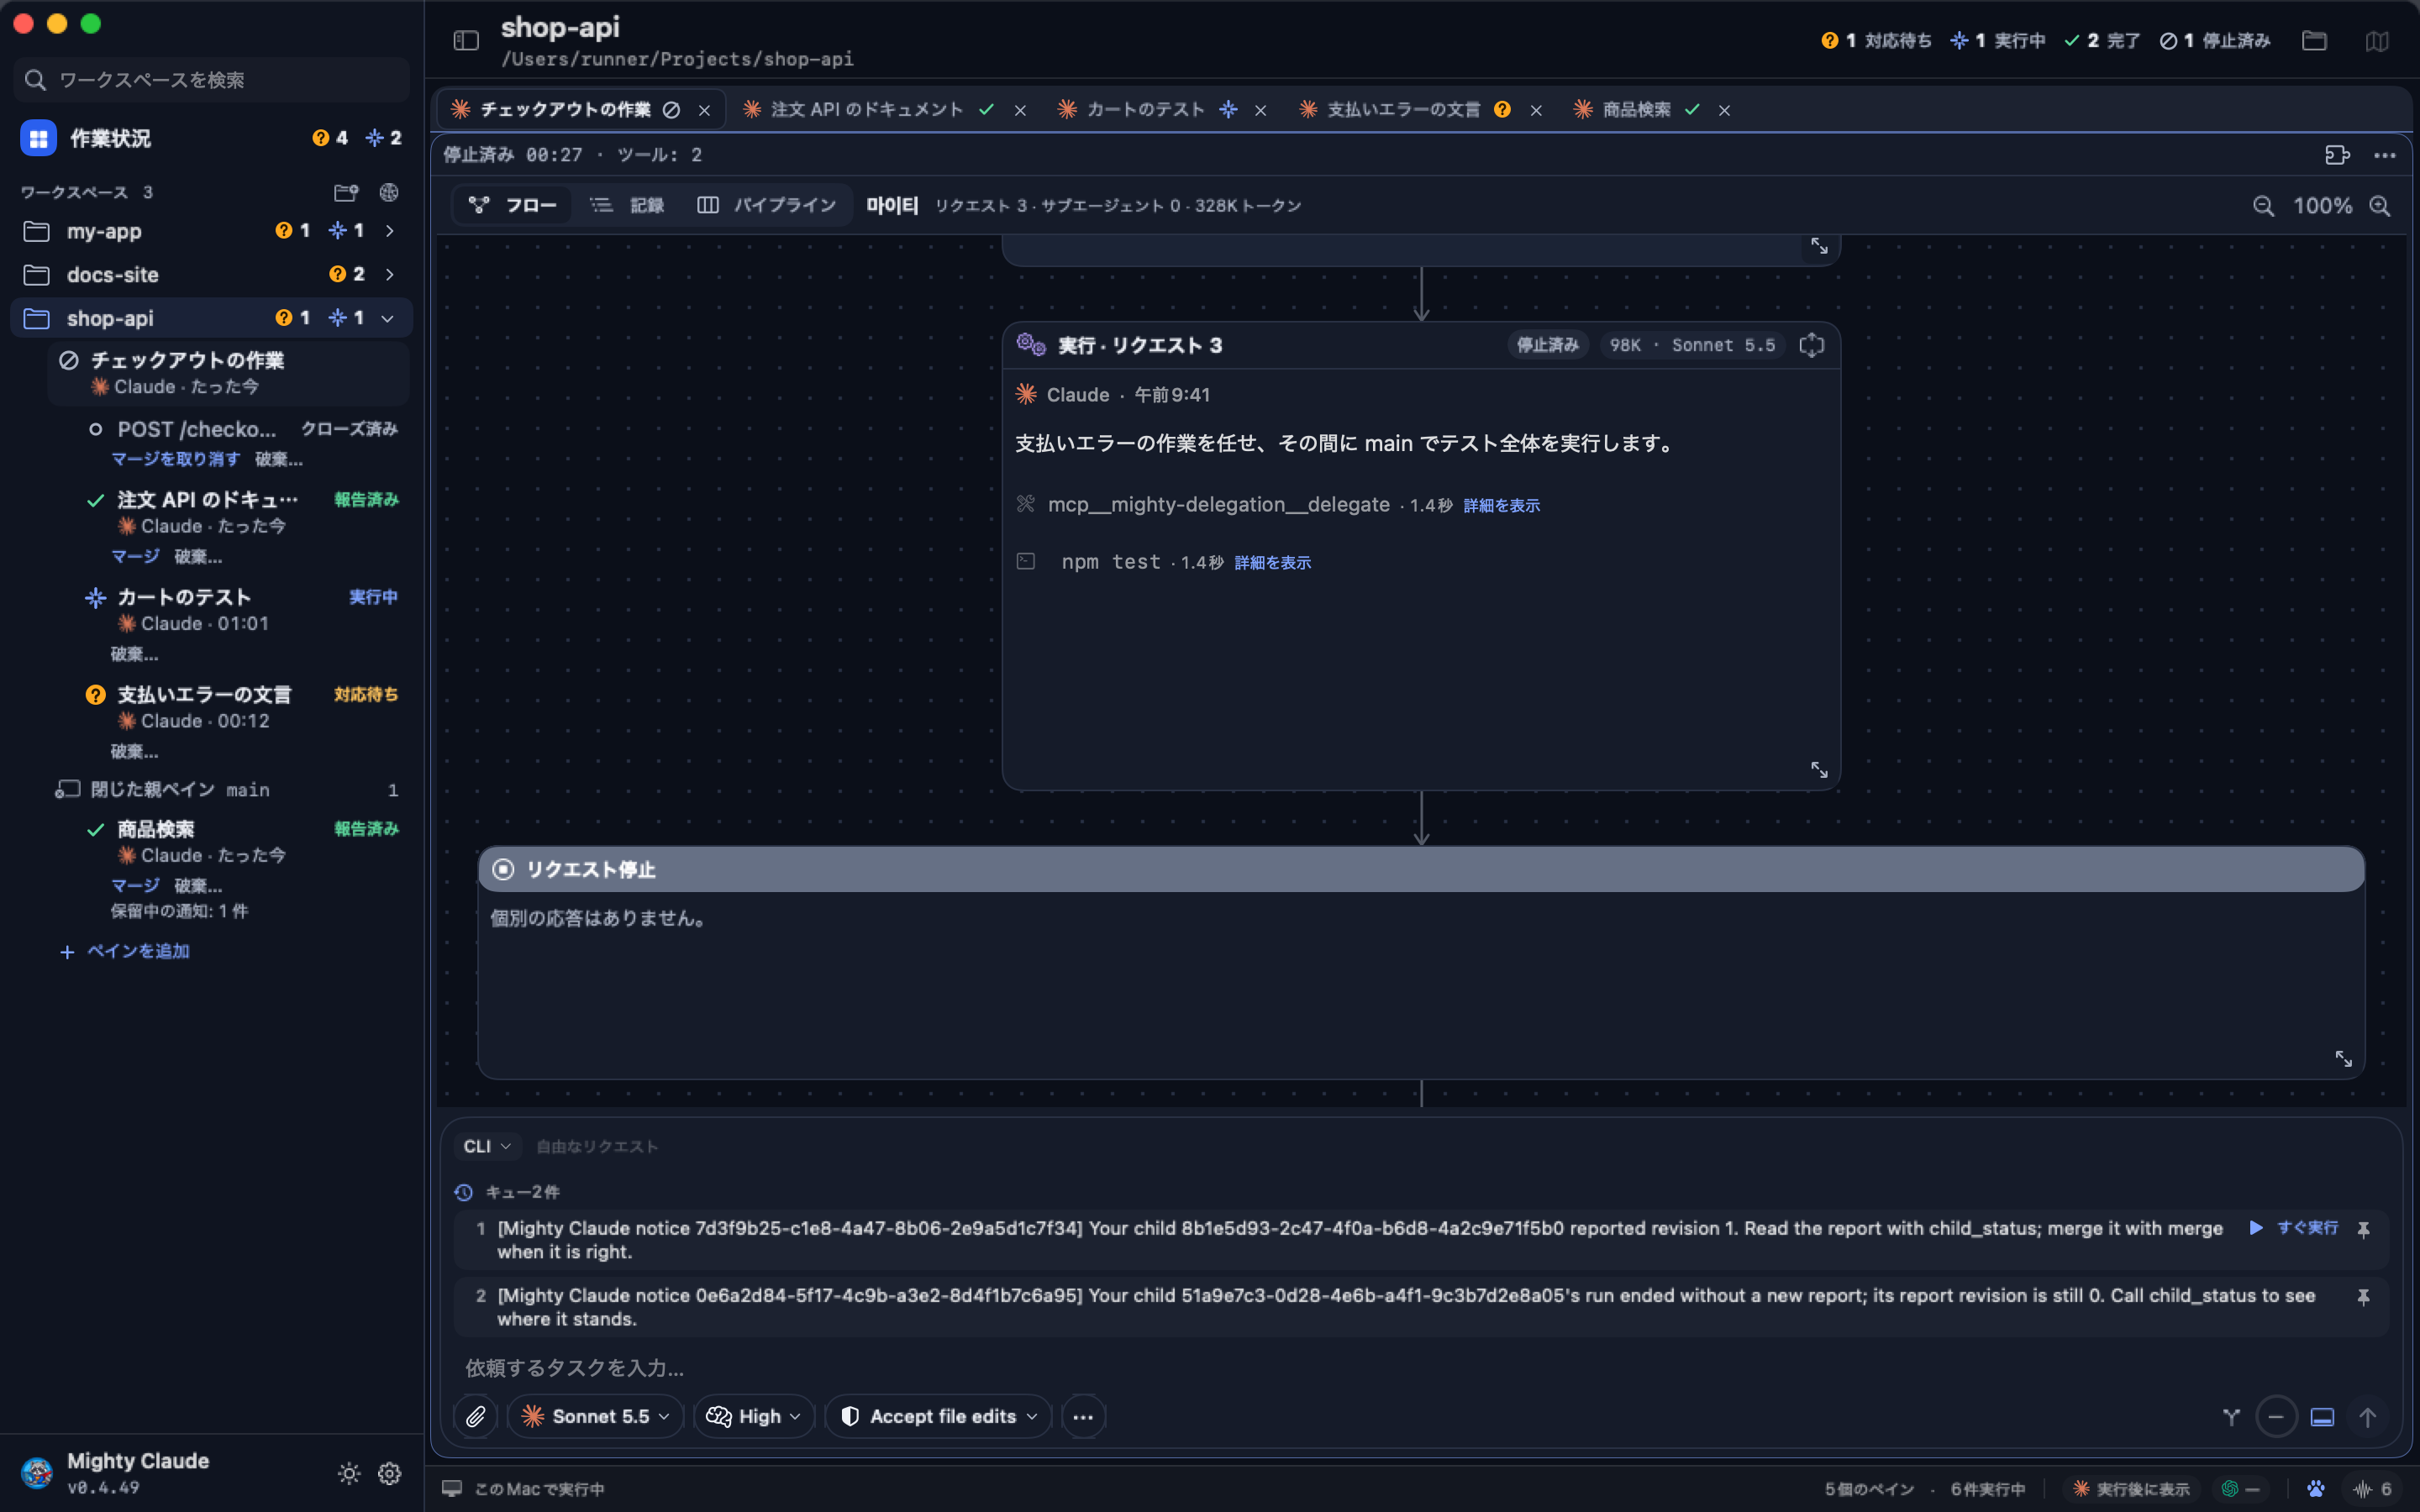 shop-api
/Users/runner/Projects/shop-api
1 対応待ち 1 実行中 2 完了 1 停止済み
ワークスペースを検索
作業状況 4 2
ワークスペース 3
my-app 1 1
docs-site 2
shop-api 1 1
チェックアウトの作業
Claude · たった今
POST /checko... クローズ済み
マージを取り消す 破棄...
注文 API のドキュ… 報告済み
Claude · たった今
マージ 破棄...
カートのテスト 実行中
Claude · 01:01
破棄...
支払いエラーの文言 対応待ち
Claude · 00:12
破棄...
閉じた親ペイン main 1
商品検索 報告済み
Claude · たった今
マージ 破棄...
保留中の通知: 1 件
+ ペインを追加
Mighty Claude
v0.4.49
チェックアウトの作業 注文 API のドキュメント カートのテスト 支払いエラーの文言 商品検索
停止済み 00:27 · ツール: 2
フロー 記録 パイプライン 마이티 リクエスト 3 · サブエージェント 0 · 328K トークン 100%
実行 · リクエスト 3 停止済み 98K · Sonnet 5.5
Claude · 午前9:41
支払いエラーの作業を任せ、その間に main でテスト全体を実行します。
mcp__mighty-delegation__delegate · 1.4秒 詳細を表示
npm test · 1.4秒 詳細を表示
リクエスト停止
個別の応答はありません。
CLI 自由なリクエスト
キュー2件
1 [Mighty Claude notice 7d3f9b25-c1e8-4a47-8b06-2e9a5d1c7f34] Your child 8b1e5d93-2c47-4f0a-b6d8-4a2c9e71f5b0 reported revision 1. Read the report with child_status; merge it with merge すぐ実行
when it is right.
2 [Mighty Claude notice 0e6a2d84-5f17-4c9b-a3e2-8d4f1b7c6a95] Your child 51a9e7c3-0d28-4e6b-a4f1-9c3b7d2e8a05's run ended without a new report; its report revision is still 0. Call child_status to see
where it stands.
依頼するタスクを入力...
Sonnet 5.5 High Accept file edits
この Mac で実行中 5個のペイン · 6件実行中 実行後に表示 — 6